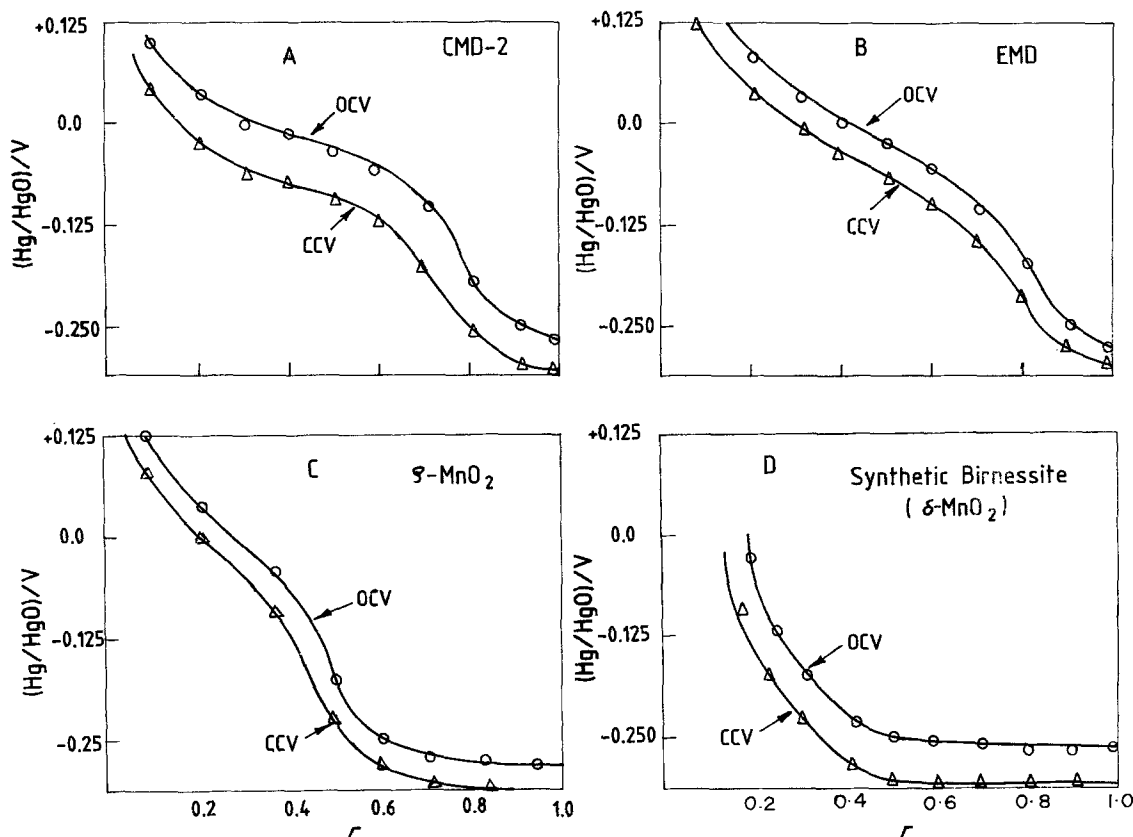 +0.125
A
CMD-2
0.0
OCV
-0.125
CCV
-0.250
(Hg/HgO)/V
+0.125
B
EMD
0.0
OCV
-0.125
CCV
-0.250
(Hg/HgO)/V
+0.125
C
0.0
OCV
-0.125
CCV
-0.25
(Hg/HgO)/V
0.2 0.4 0.6 0.8 1.0
r
+0.125
D
Synthetic Birnessite
( δ-MnO₂)
0.0
OCV
-0.125
CCV
-0.250
(Hg/HgO)/V
0.2 0.4 0.6 0.8 1.0
r